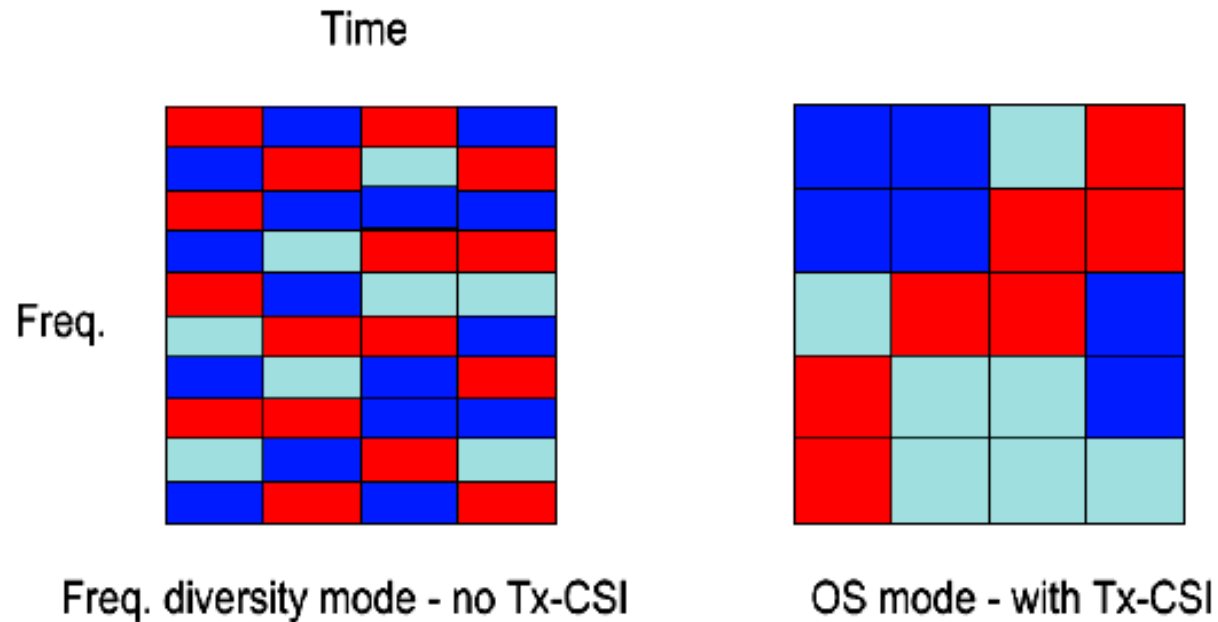 Time
Freq.
Freq. diversity mode - no Tx-CSI
OS mode - with Tx-CSI